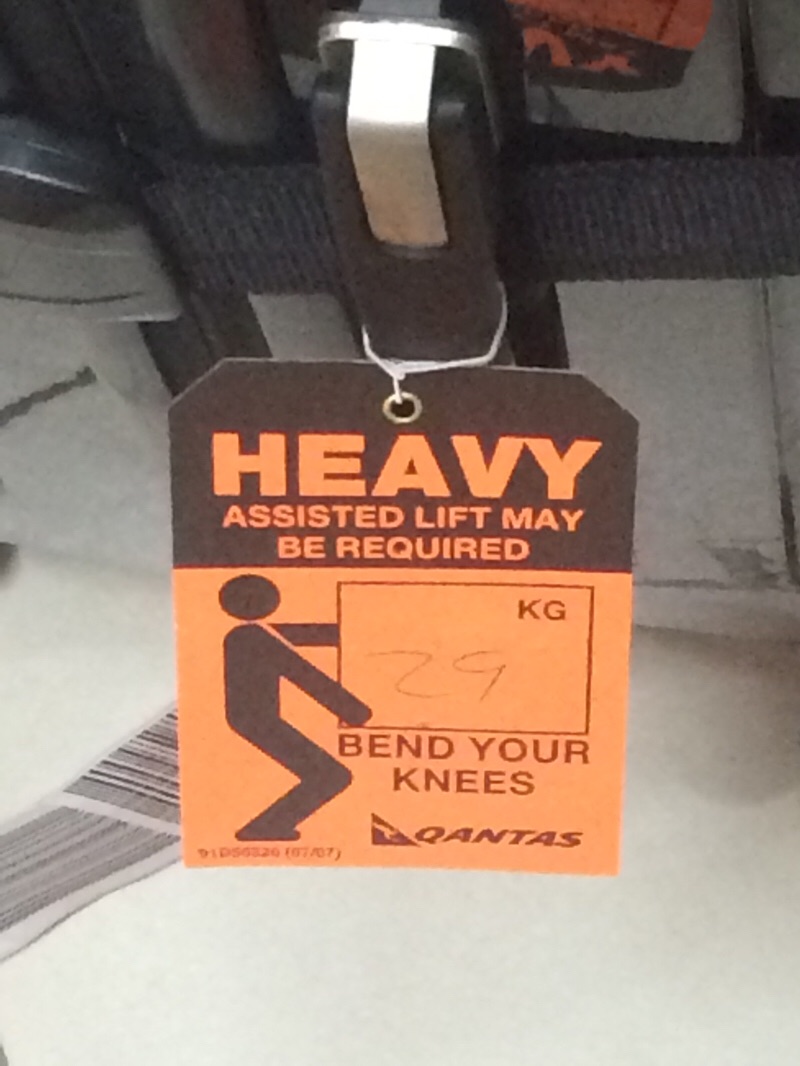 HEAVY
ASSISTED LIFT MAY
BE REQUIRED
KG
29
BEND YOUR
KNEES
QANTAS